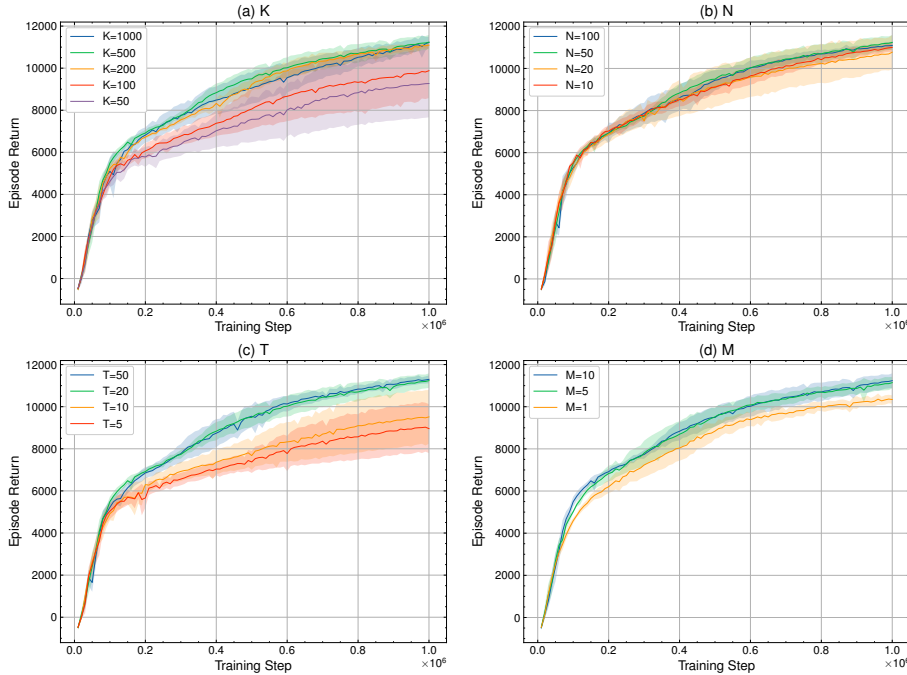 (a) K
12000
10000
8000
6000
4000
2000
0
Episode Return
K=1000
K=500
K=200
K=100
K=50
0.0 0.2 0.4 0.6 0.8 1.0
×10⁶
Training Step
(b) N
12000
10000
8000
6000
4000
2000
0
Episode Return
N=100
N=50
N=20
N=10
0.0 0.2 0.4 0.6 0.8 1.0
×10⁶
Training Step
(c) T
12000
10000
8000
6000
4000
2000
0
Episode Return
T=50
T=20
T=10
T=5
0.0 0.2 0.4 0.6 0.8 1.0
×10⁶
Training Step
(d) M
12000
10000
8000
6000
4000
2000
0
Episode Return
M=10
M=5
M=1
0.0 0.2 0.4 0.6 0.8 1.0
×10⁶
Training Step